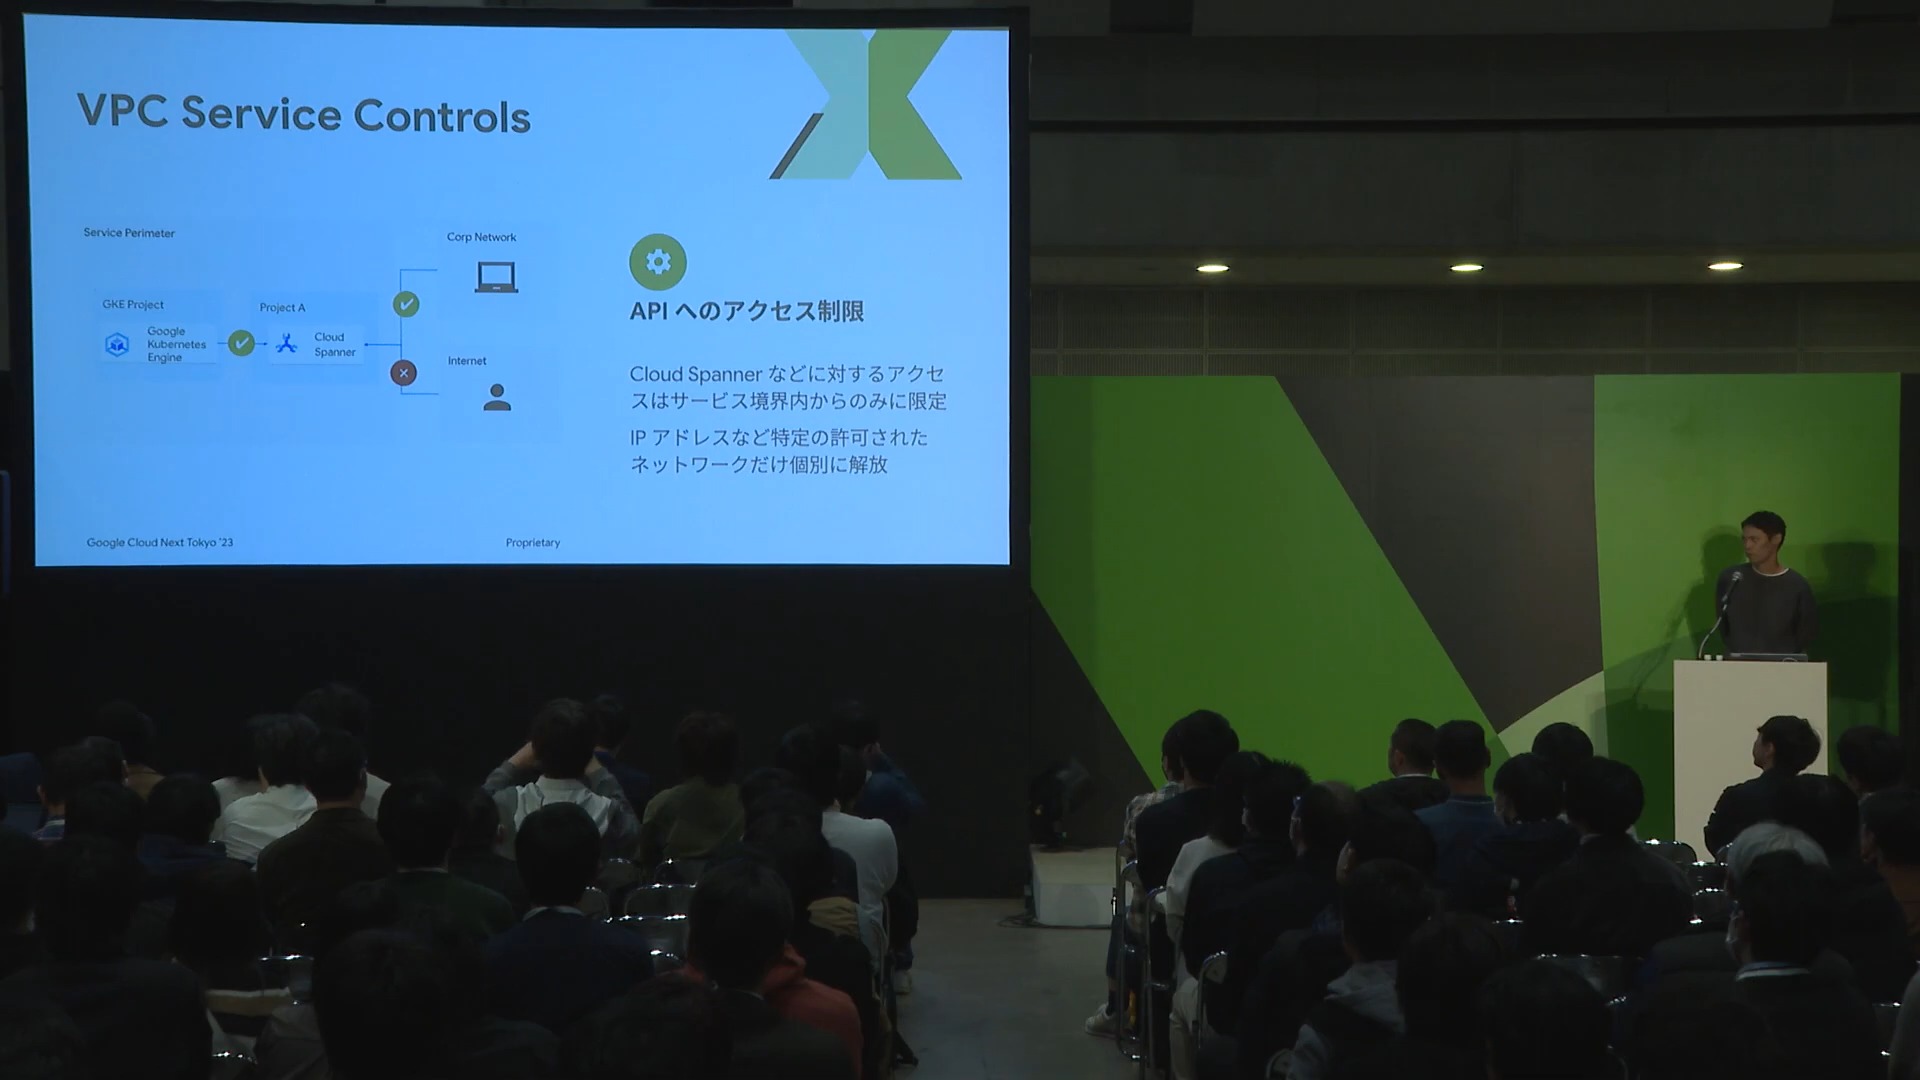 VPC Service Controls
Service Perimeter
GKE Project
Google
Kubernetes
Engine
Project A
Cloud
Spanner
Corp Network
Internet
API へのアクセス制限
Cloud Spanner などに対するアクセ
スはサービス境界内からのみに限定
IP アドレスなど特定の許可された
ネットワークだけ個別に解放
Google Cloud Next Tokyo '23
Proprietary